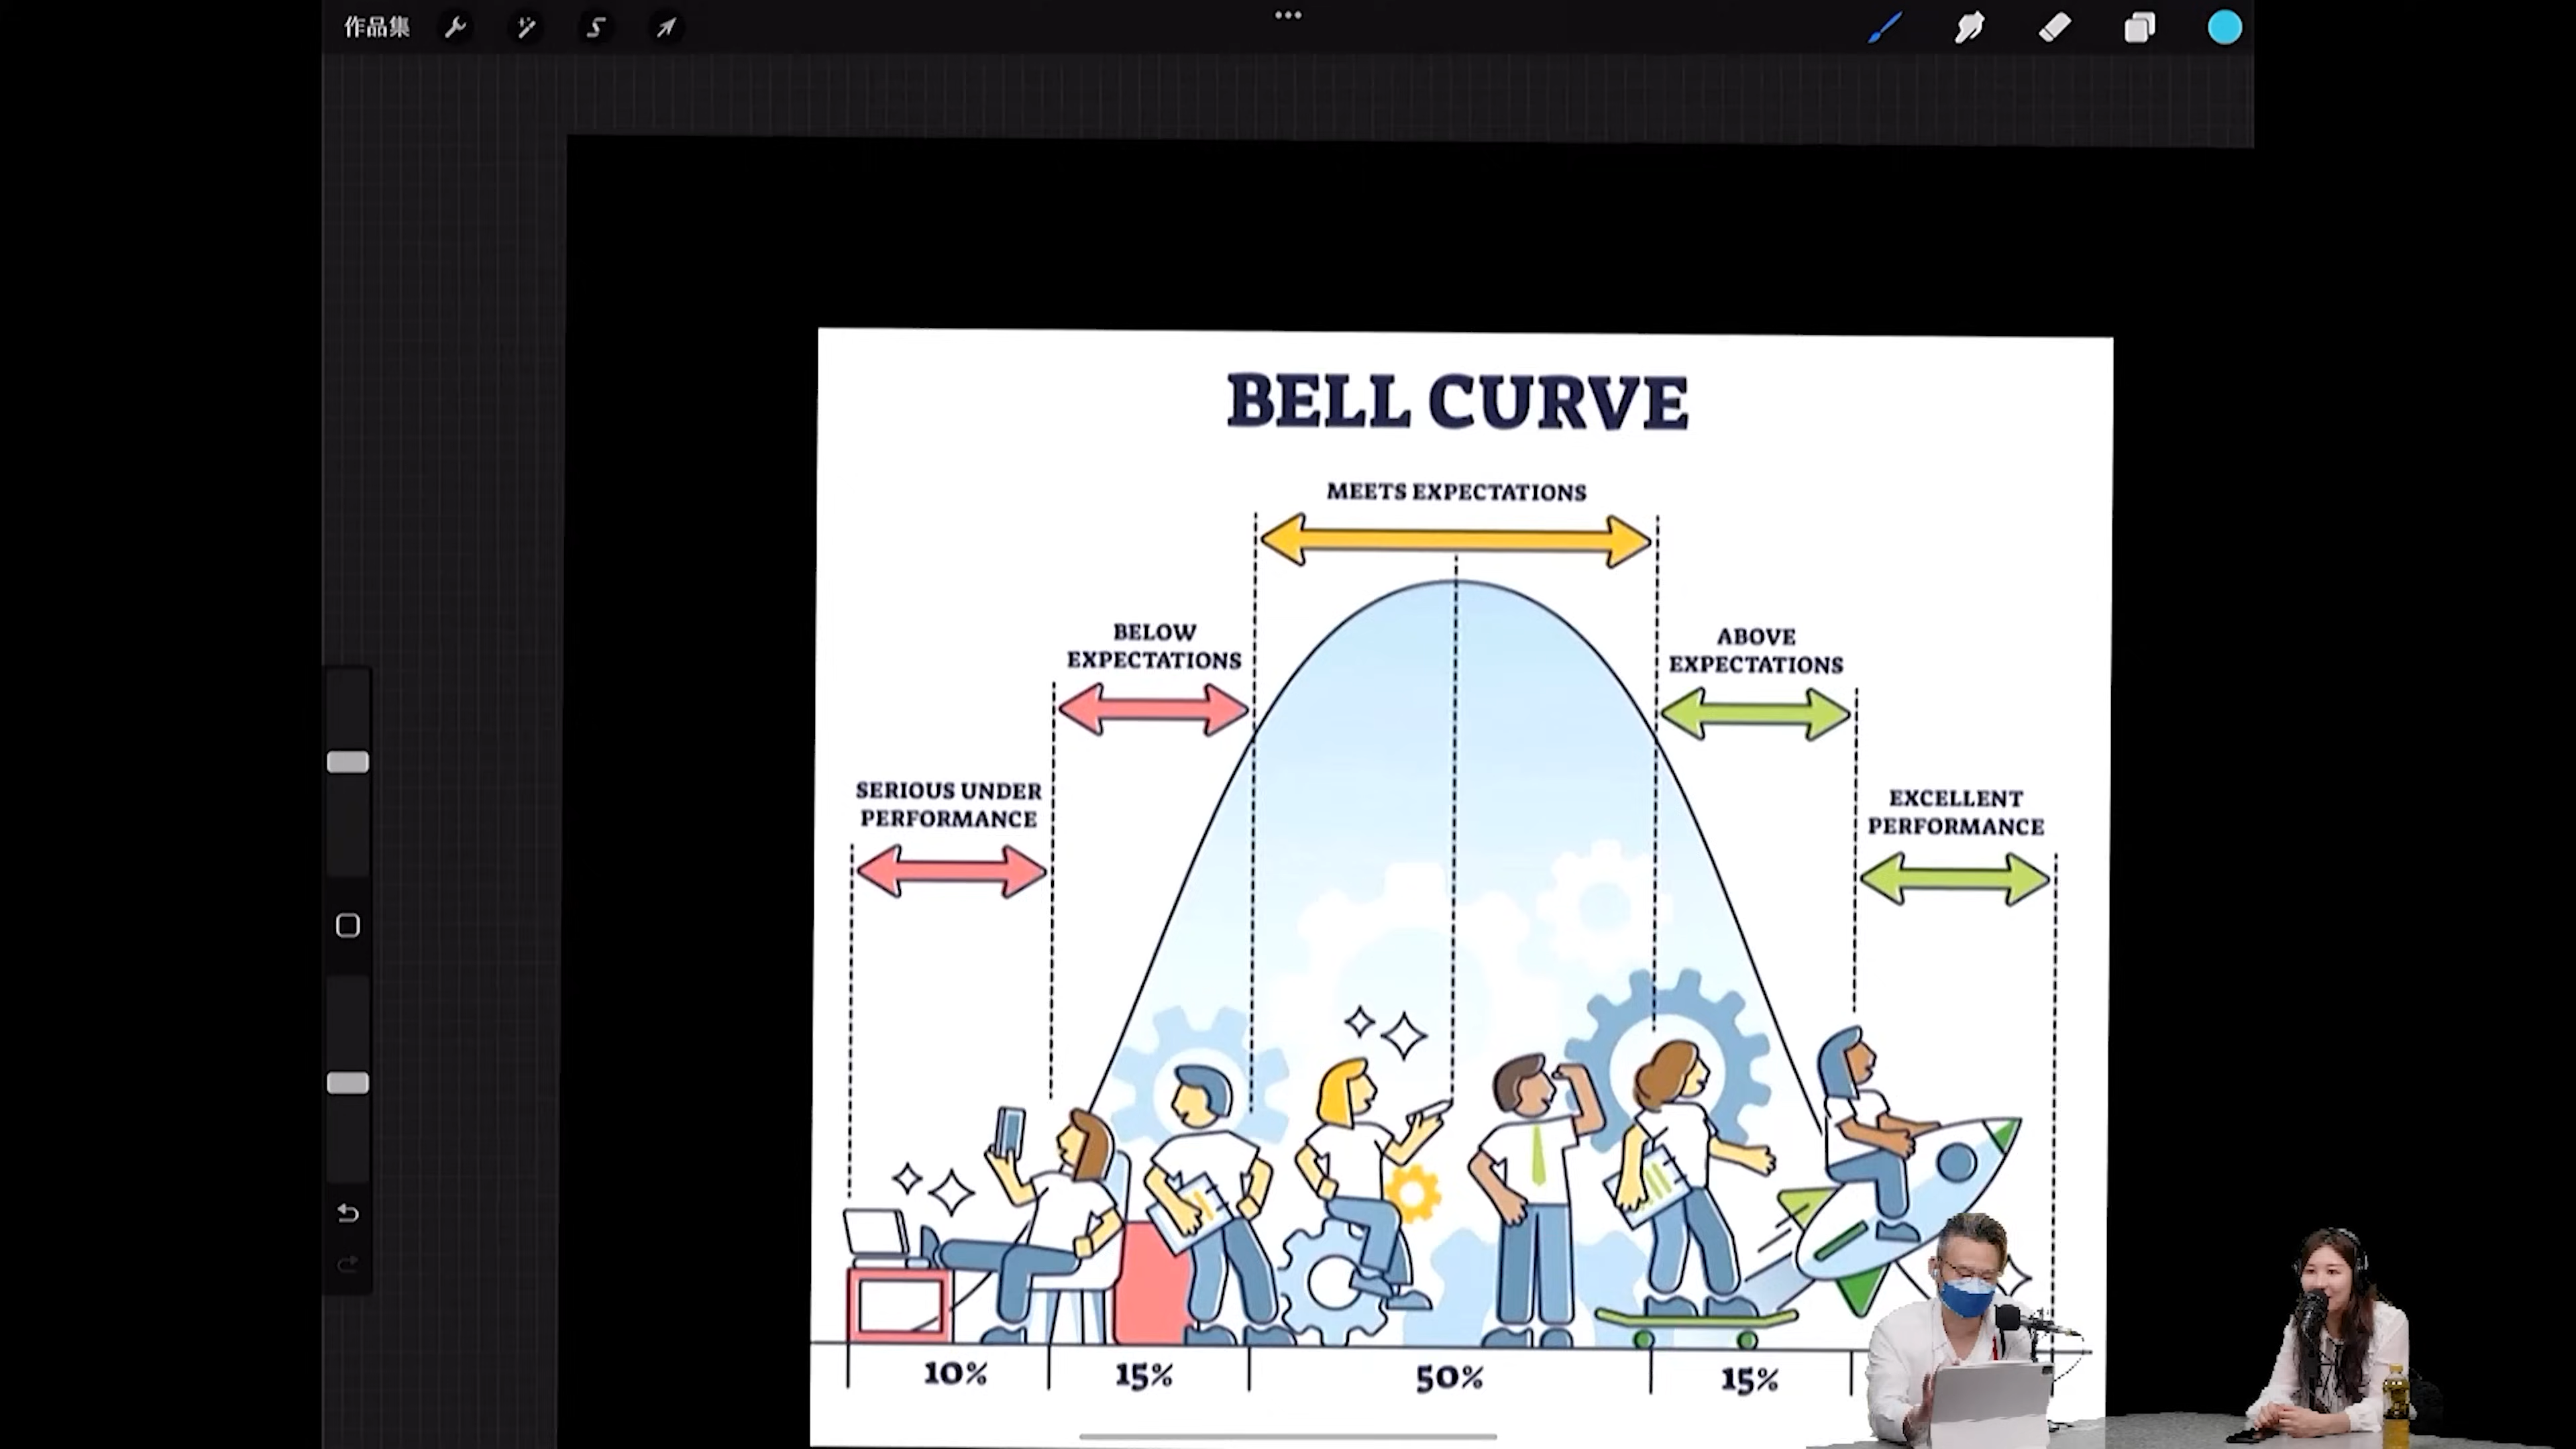 作品集
BELL CURVE
MEETS EXPECTATIONS
BELOW
EXPECTATIONS
ABOVE
EXPECTATIONS
SERIOUS UNDER
PERFORMANCE
EXCELLENT
PERFORMANCE
10% 15% 50% 15%